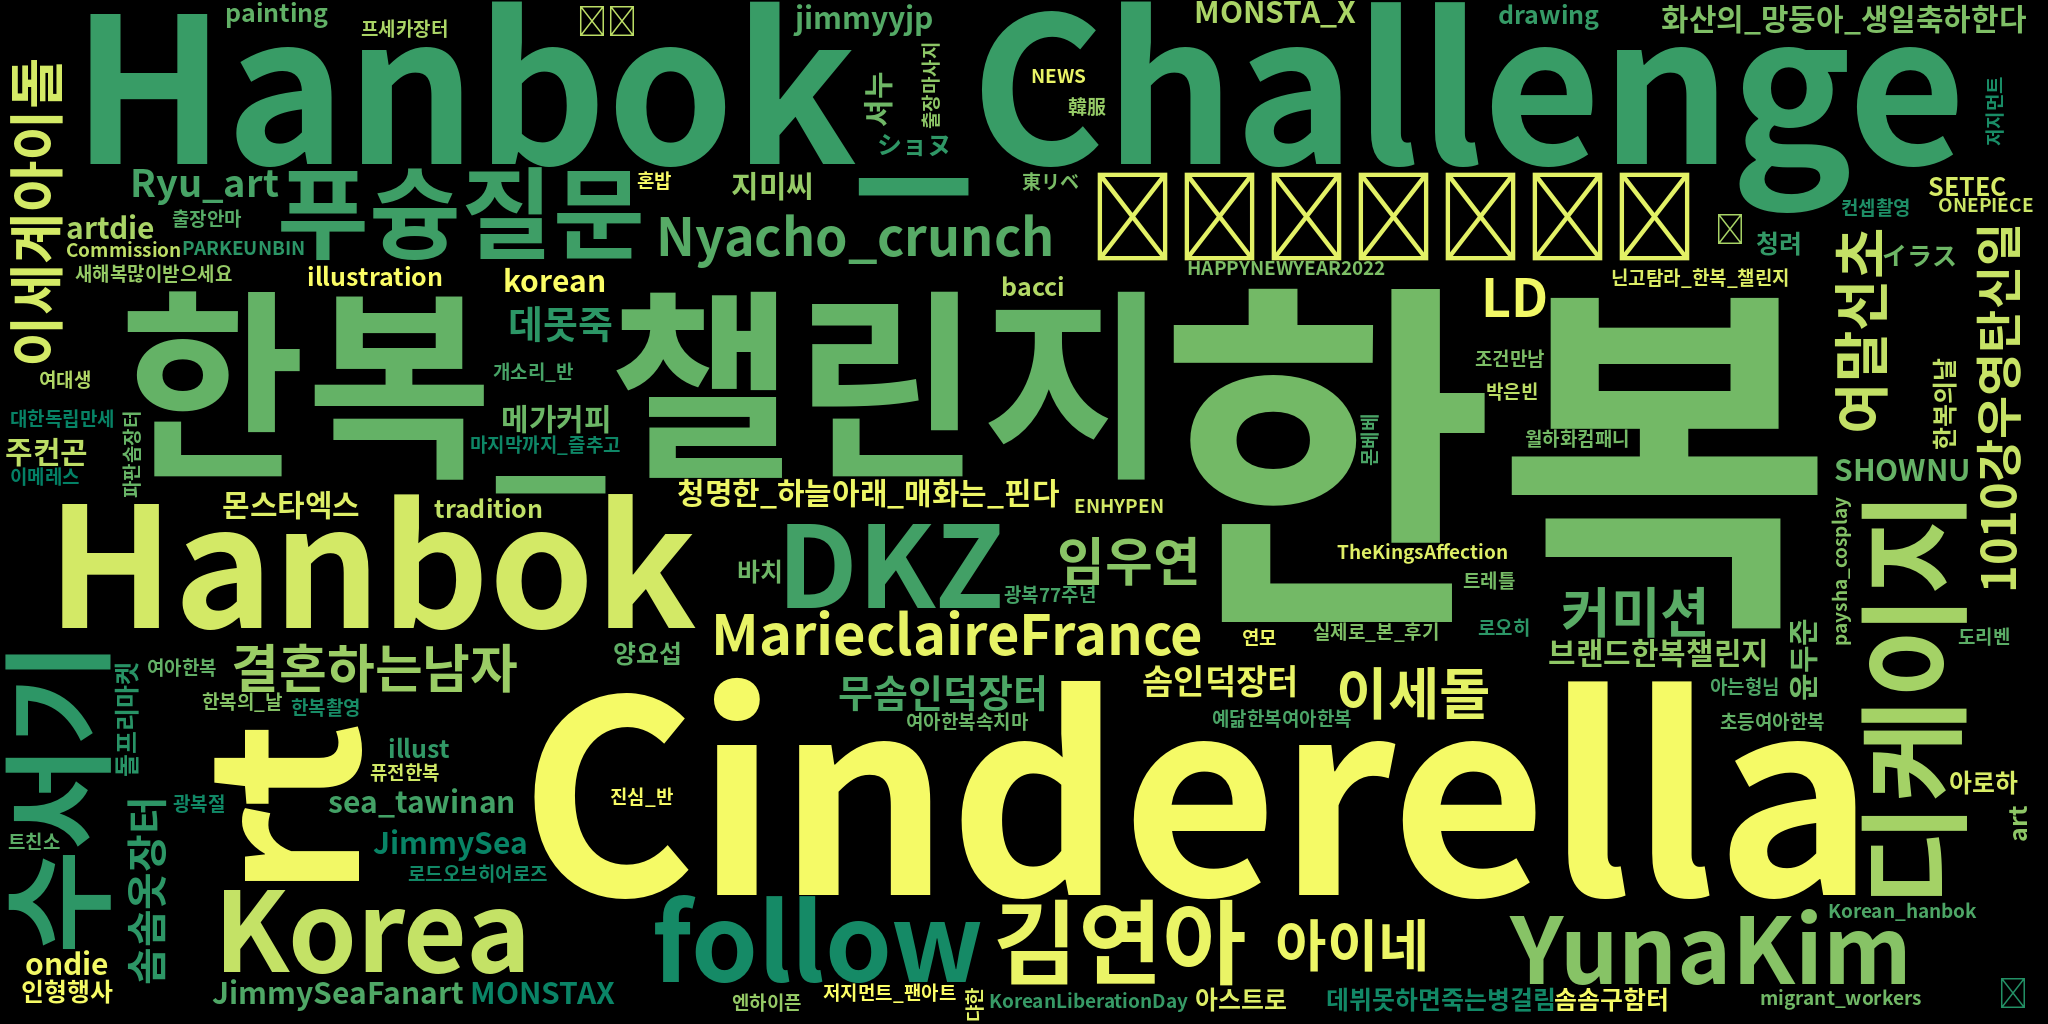 painting
프세카장터
jimmyyjp
MONSTA_X
drawing
화산의_망둥아_생일축하한다
Hanbok_Challenge
NEWS
韓服
셔누
출장마사지
ショヌ
저지먼트
이세계아이돌
Ryu_art
푸슝질문
혼밥
지미씨
東リベ
SETEC
ONEPIECE
컨셉촬영
artdie
출장안마
Commission
PARKEUNBIN
Nyacho_crunch
청려
イラス
새해복많이받으세요
illustration
korean
bacci
HAPPYNEWYEAR2022
LD
닌고탐라_한복_챌린지
여말선초
1010강우영탄신일
한복_챌린지
한복
데못죽
개소리_반
여대생
조건만남
박은빈
한복의날
대한독립만세
메가커피
마지막까지_즐추고
몬베베
월하화컴패니
주컨곤
이메레스
파판솜장터
SHOWNU
청명한_하늘아래_매화는_핀다
몬스타엑스
tradition
ENHYPEN
Hanbok
DKZ
바치
임우연
TheKingsAffection
트레틀
광복77주년
커미션
paysha_cosplay
디케이지
MarieclaireFrance
연모
실제로_본_후기
로오히
도리벤
브랜드한복챌린지
윤두준
양요섭
결혼하는남자
여아한복
수서기
돌프리마켓
한복의_날
한복촬영
무솜인덕장터
솜인덕장터
이세돌
아는형님
여아한복속치마
예닮한복여아한복
초등여아한복
rt
illust
퓨전한복
Cinderella
진심_반
아로하
art
sea_tawinan
광복절
트친소
솜솜옷장터
JimmySea
로드오브히어로즈
Korea
follow
김연아
아이네
YunaKim
Korean_hanbok
ondie
인형행사
JimmySeaFanart
MONSTAX
엔하이픈
저지먼트_팬아트
댜한
KoreanLiberationDay
아스트로
데뷔못하면죽는병걸림
솜솜구함터
migrant_workers